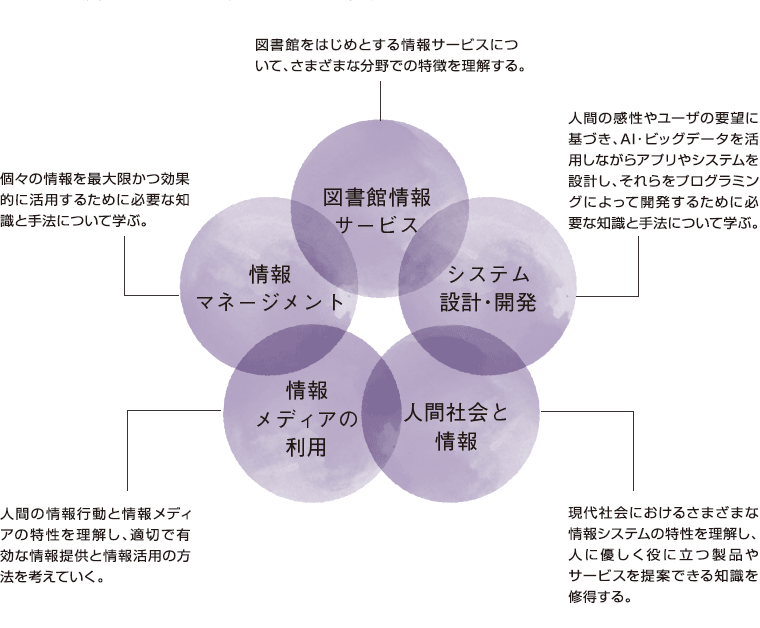 図書館をはじめとする情報サービスにつ
いて、さまざまな分野での特徴を理解する。
人間の感性やユーザの要望に
基づき、AI・ビッグデータを活
用しながらアプリやシステムを
設計し、それらをプログラミン
グによって開発するために必
要な知識と手法について学ぶ。
個々の情報を最大限かつ効果
的に活用するために必要な知
識と手法について学ぶ。
図書館情報
サービス
情報
マネージメント
システム
設計・開発
情報
メディアの
利用
人間社会と
情報
人間の情報行動と情報メディ
アの特性を理解し、適切で有
効な情報提供と情報活用の方
法を考えていく。
現代社会におけるさまざまな
情報システムの特性を理解し、
人に優しく役に立つ製品や
サービスを提案できる知識を
修得する。